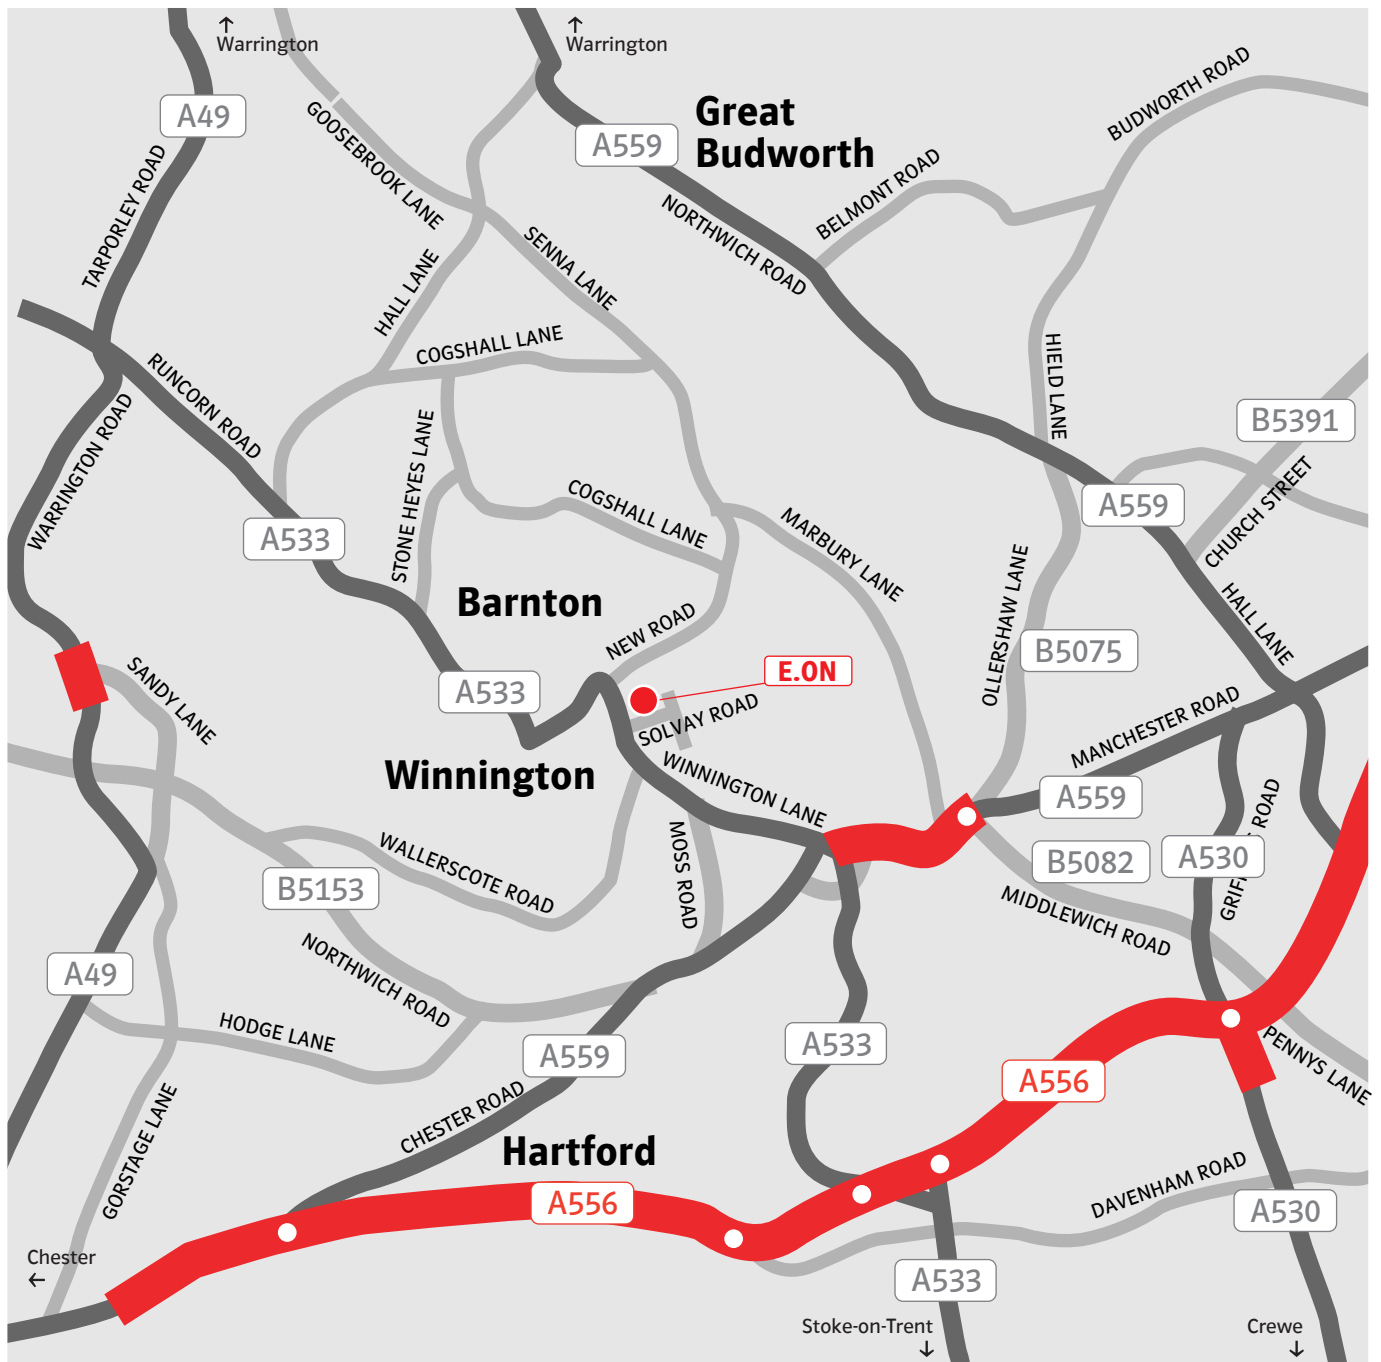 Warrington
Warrington
A49
GOOSEBROOK LANE
A559
Great
Budworth
BUDWORTH ROAD
TARPORLEY ROAD
BELMONT ROAD
NORTHWICH ROAD
HALL LANE
SENNA LANE
COGSHALL LANE
RUNCORN ROAD
HIELD LANE
WARRINGTON ROAD
B5391
STONE HEYES LANE
COGSHALL LANE
A559
CHURCH STREET
A533
MARBURY LANE
Barnton
NEW ROAD
OLLERSHAW LANE
HALL LANE
B5075
SANDY LANE
A533
E.ON
SOLVAY ROAD
MANCHESTER ROAD
Winnington
WINNINGTON LANE
A559
WALLERSCOTE ROAD
MOSS ROAD
B5082
A530
ROAD
B5153
MIDDLEWICH ROAD
NORTHWICH ROAD
A49
HODGE LANE
A559
A533
A556
PENNYS LANE
CHESTER ROAD
GORSTAGE LANE
Hartford
A556
DAVENHAM ROAD
A530
Chester
A533
Stoke-on-Trent
Crewe